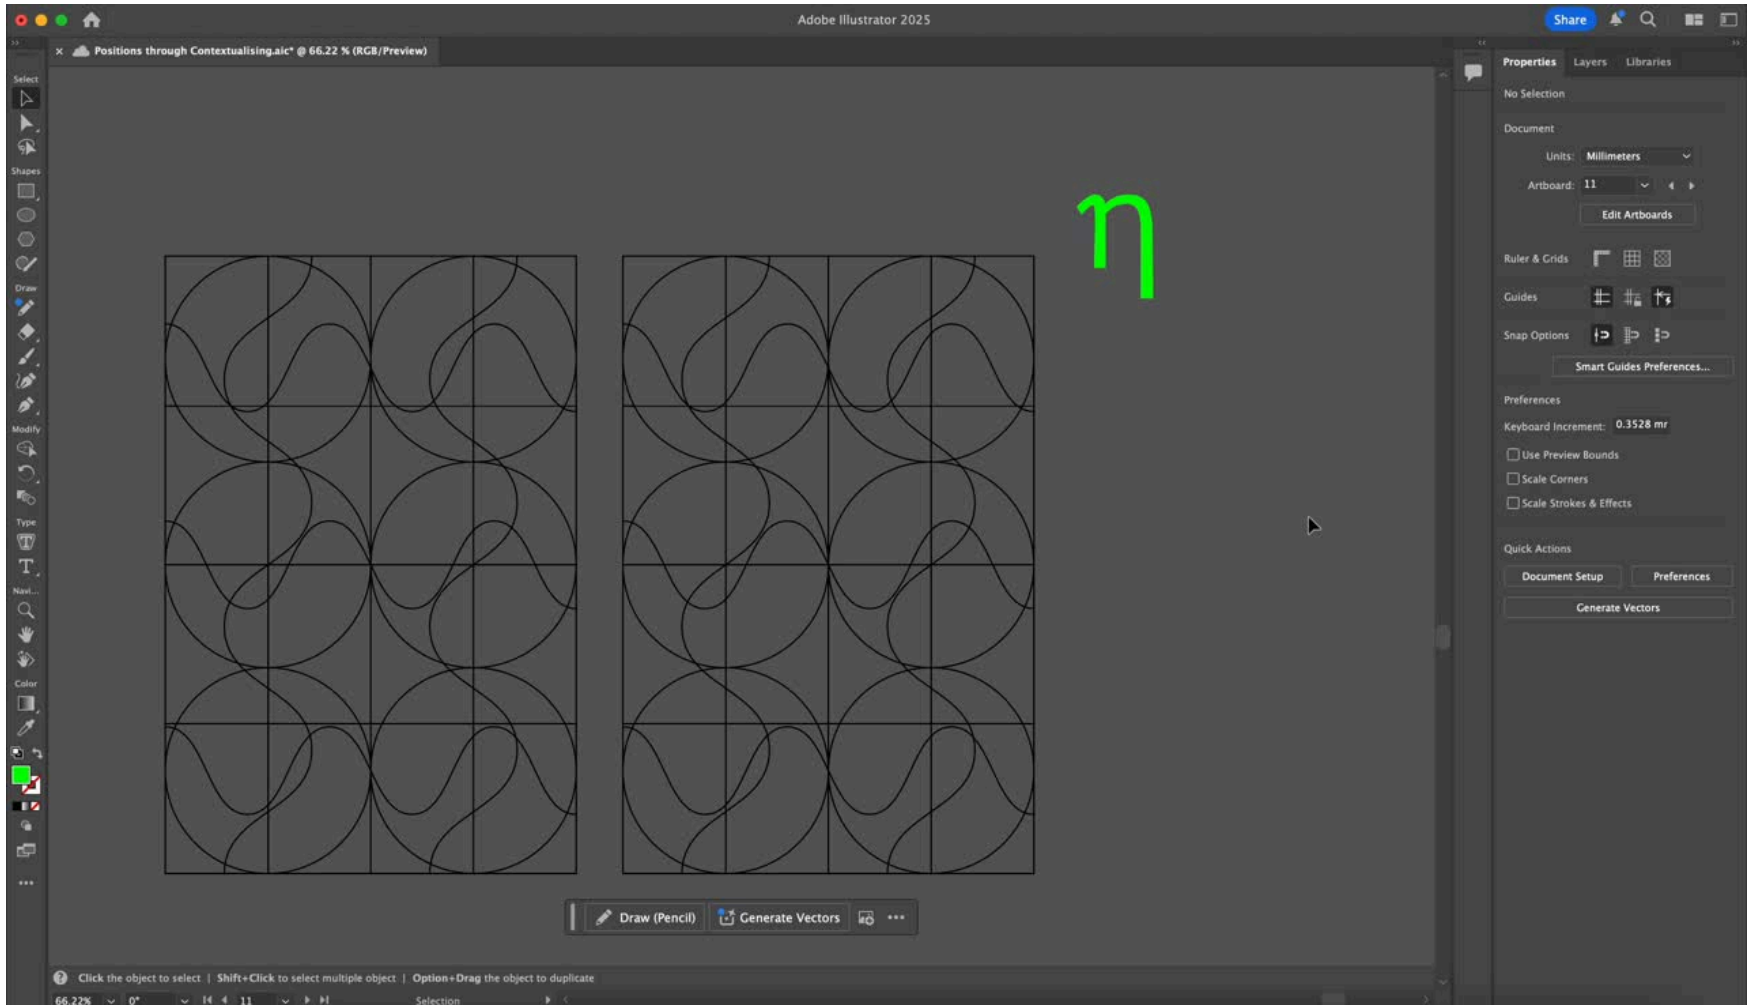 Adobe Illustrator 2025
Share
× Positions through Contextualising.aic* @ 66.22 % (RGB/Preview)
Select
Shapes
Draw
Modify
Type
Navi...
Color
η
Properties Layers Libraries
No Selection
Document
Units: Millimeters
Artboard: 11
Edit Artboards
Ruler & Grids
Guides
Snap Options
Smart Guides Preferences...
Preferences
Keyboard Increment: 0.3528 mr
Use Preview Bounds
Scale Corners
Scale Strokes & Effects
Quick Actions
Document Setup Preferences
Generate Vectors
Draw (Pencil) Generate Vectors
Click the object to select | Shift+Click to select multiple object | Option+Drag the object to duplicate
66.22% 0° 11 Selection